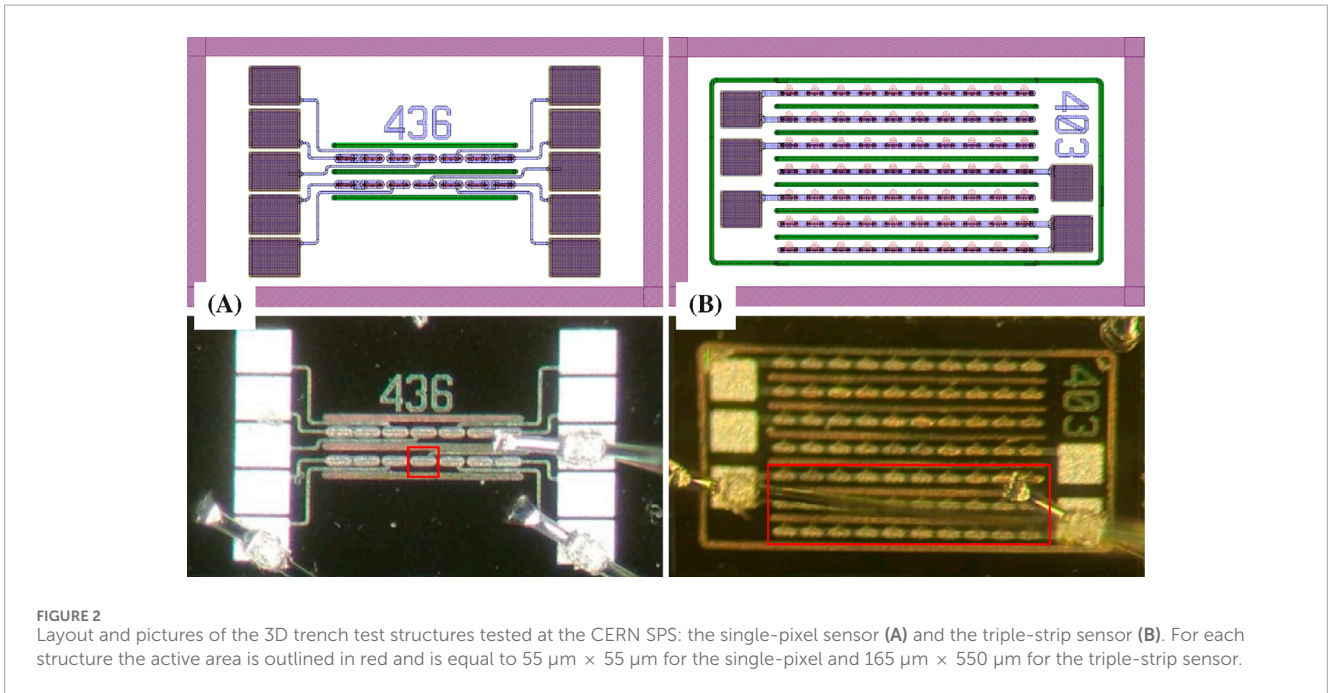 436
403
(A)
(B)
436
403
FIGURE 2
Layout and pictures of the 3D trench test structures tested at the CERN SPS: the single-pixel sensor (A) and the triple-strip sensor (B). For each
structure the active area is outlined in red and is equal to 55 μm × 55 μm for the single-pixel and 165 μm × 550 μm for the triple-strip sensor.